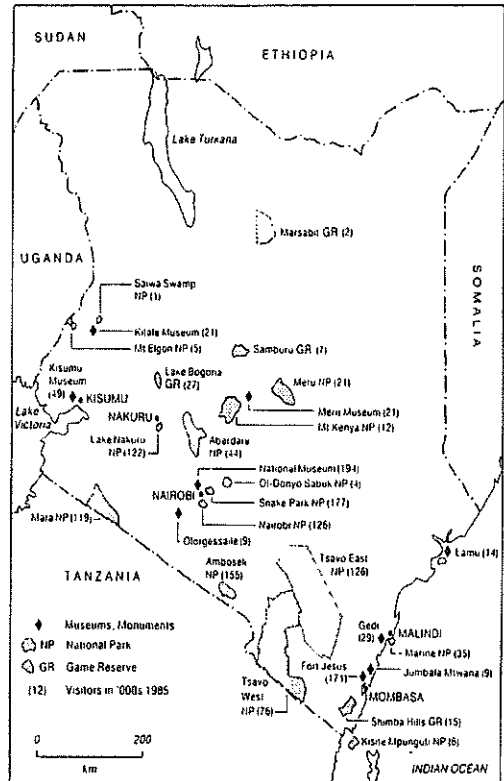 SUDAN
ETHIOPIA
Lake Turkana
Marsabit GR (2)
UGANDA
SOMALIA
Saiwa Swamp
NP (1)
Kitale Museum (21)
Mt Elgon NP (5)
Samburu GR (7)
Kisumu
Museum
(49)
KISUMU
Lake Bogoria
GR (27)
Meru NP (21)
Lake
Victoria
NAKURU
Meru Museum (21)
Mt Kenya NP (12)
Lake Nakuru
NP (122)
Aberdare
NP (44)
National Museum (194)
Ol-Donyo Sabuk NP (4)
NAIROBI
Snake Park NP (177)
Nairobi NP (126)
Mara NP (119)
Olorgessaile (9)
Lamu (14)
Tsavo East
NP (126)
Ambosek
NP (155)
TANZANIA
Gedi
(29)
MALINDI
Marine NP (35)
Museums, Monuments
NP National Park
GR Game Reserve
(12) Visitors in '000s 1985
Fort Jesus
(171)
Jumbala Mtwana (9)
Tsavo
West
NP (76)
MOMBASA
Shimba Hills GR (15)
Kisite Mpunguti NP (6)
0 200
km
INDIAN OCEAN